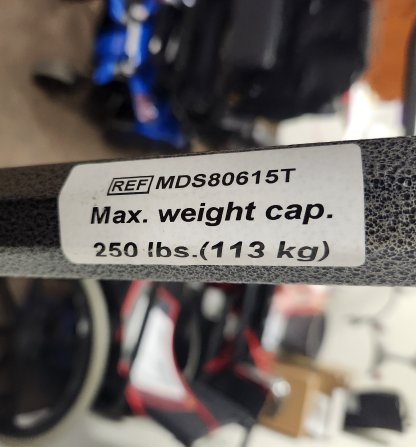 REF MDS80615T
Max. weight cap.
250 lbs.(113 kg)